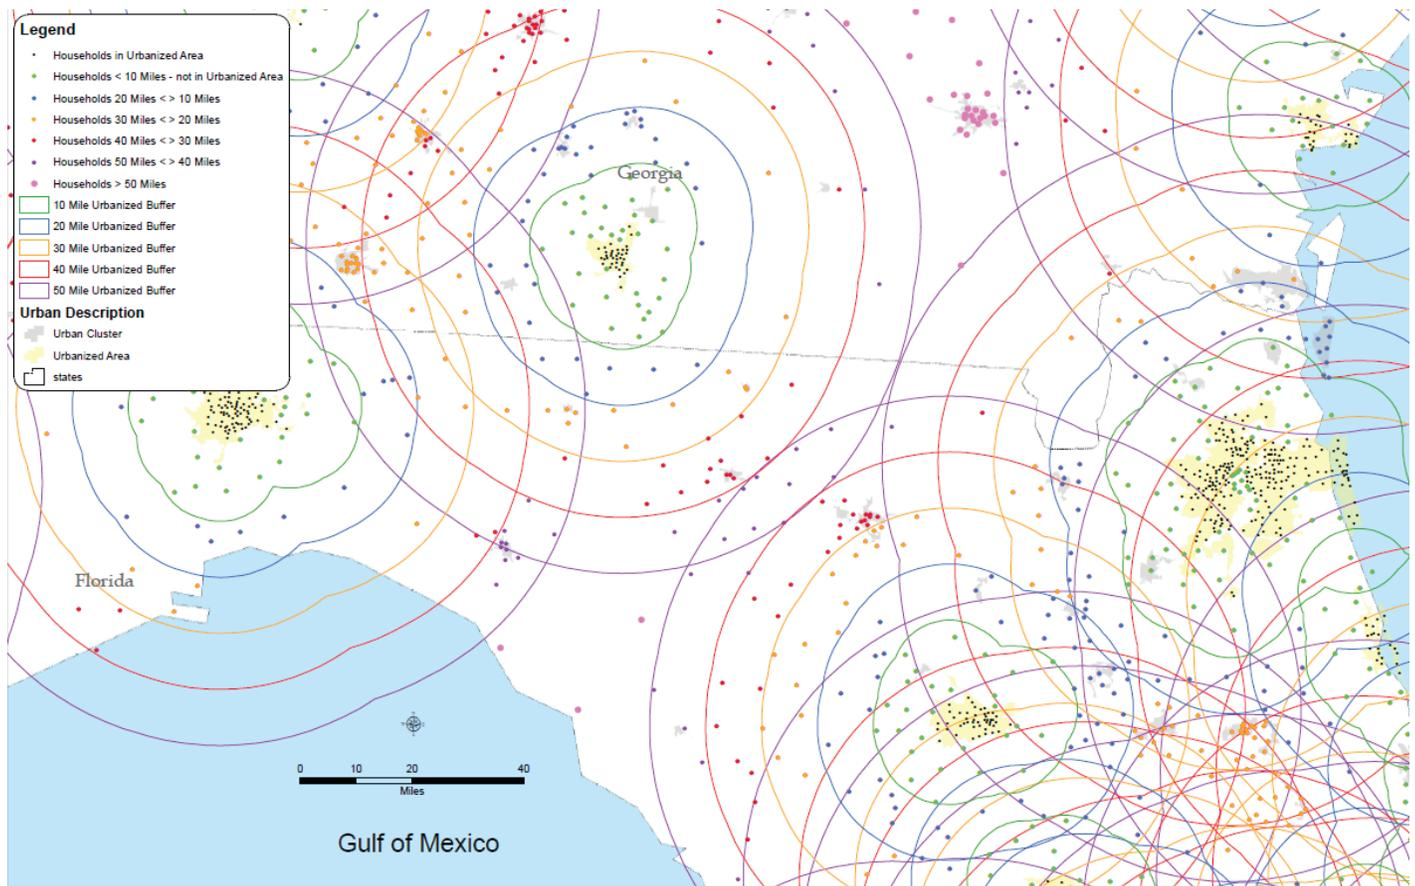 Legend
Households in Urbanized Area
Households < 10 Miles - not in Urbanized Area
Households 20 Miles <> 10 Miles
Households 30 Miles <> 20 Miles
Households 40 Miles <> 30 Miles
Households 50 Miles <> 40 Miles
Households > 50 Miles
10 Mile Urbanized Buffer
20 Mile Urbanized Buffer
30 Mile Urbanized Buffer
40 Mile Urbanized Buffer
50 Mile Urbanized Buffer
Urban Description
Urban Cluster
Urbanized Area
states
Georgia
Florida
0 10 20 40
Miles
Gulf of Mexico